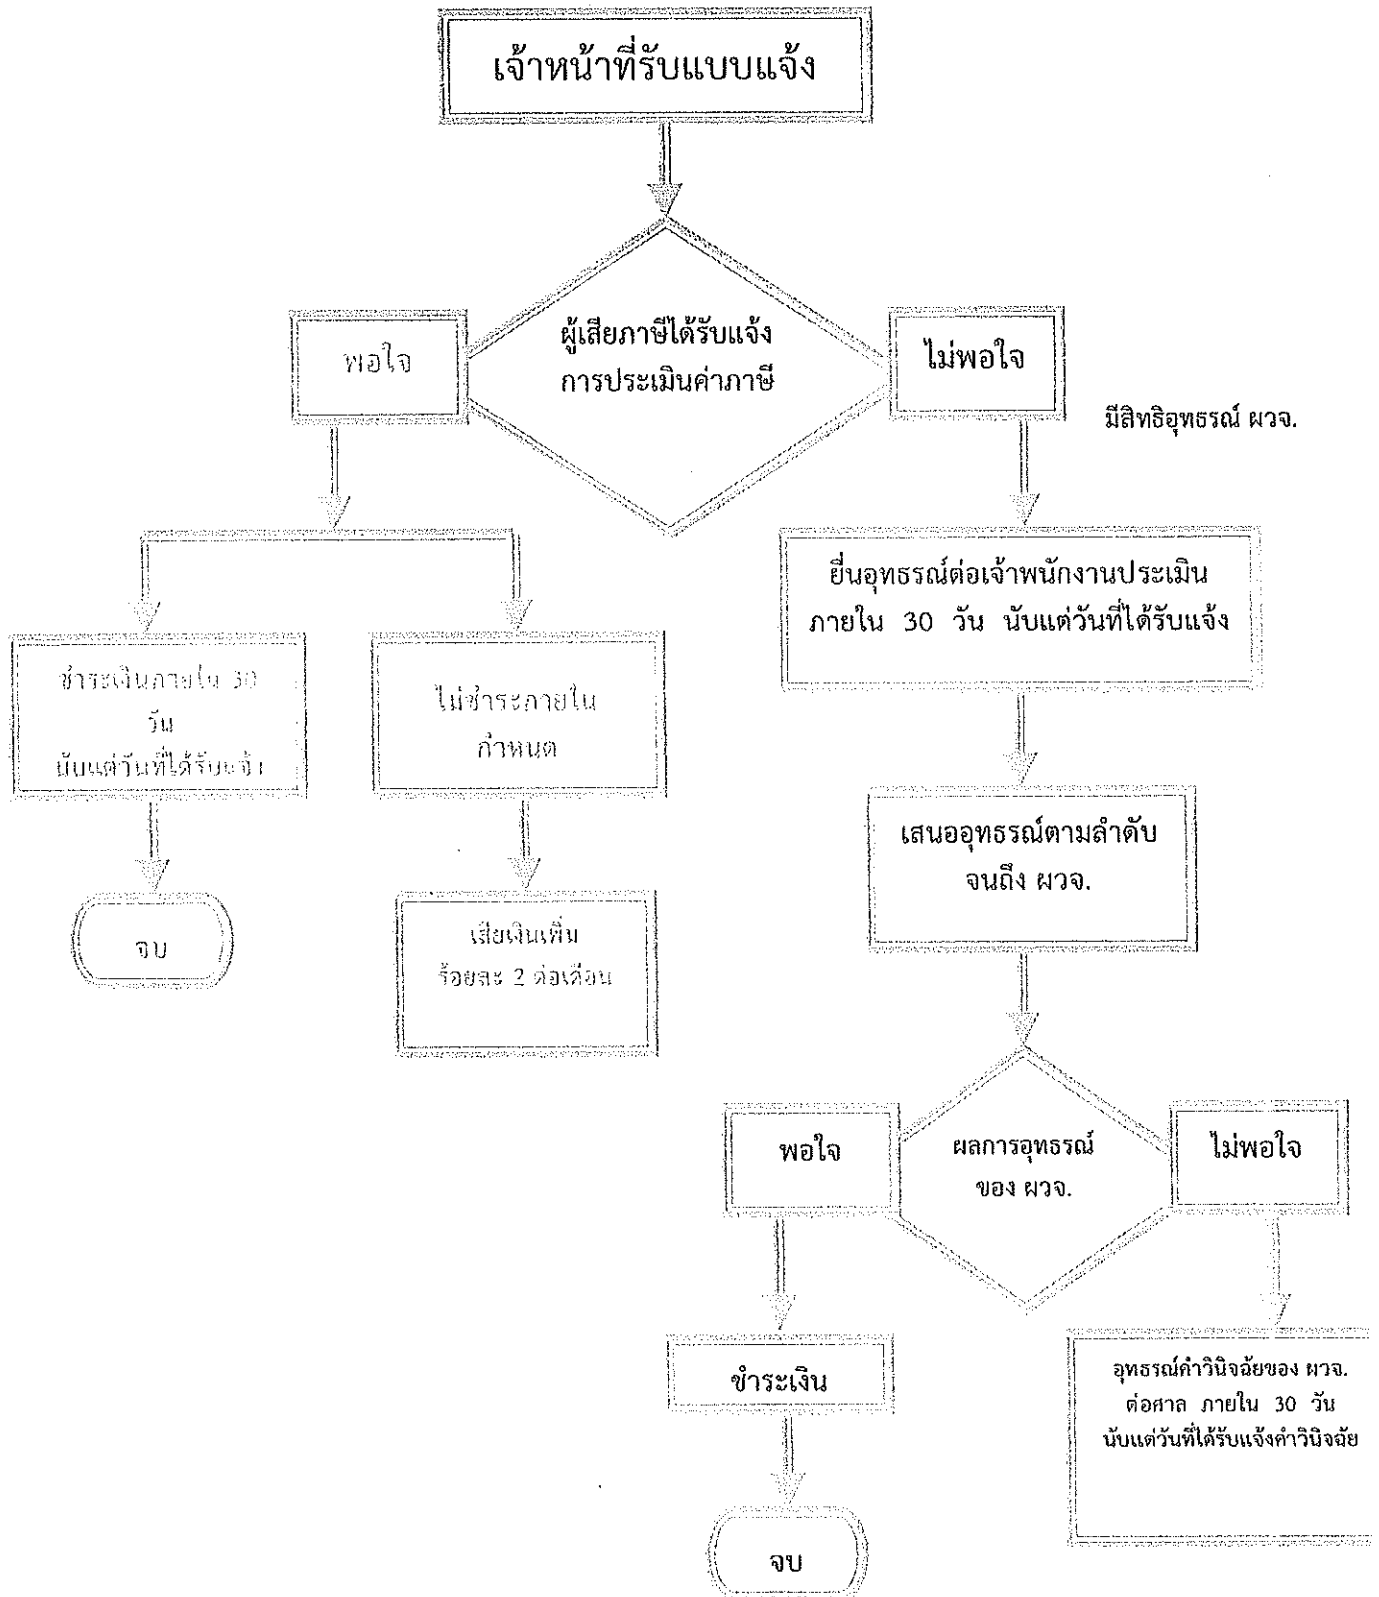 เจ้าหน้าที่รับแบบแจ้ง
ผู้เสียภาษีได้รับแจ้ง
การประเมินค่าภาษี
พอใจ
ไม่พอใจ
มีสิทธิอุทธรณ์ ผวจ.
ชำระเงินภายใน 30
วัน
นับแต่วันที่ได้รับแจ้ง
ไม่ชำระภายใน
กำหนด
ยื่นอุทธรณ์ต่อเจ้าพนักงานประเมิน
ภายใน 30 วัน นับแต่วันที่ได้รับแจ้ง
จบ
เสียเงินเพิ่ม
ร้อยละ 2 ต่อเดือน
เสนออุทธรณ์ตามลำดับ
จนถึง ผวจ.
พอใจ
ผลการอุทธรณ์
ของ ผวจ.
ไม่พอใจ
ชำระเงิน
อุทธรณ์คำวินิจฉัยของ ผวจ.
ต่อศาล ภายใน 30 วัน
นับแต่วันที่ได้รับแจ้งคำวินิจฉัย
จบ